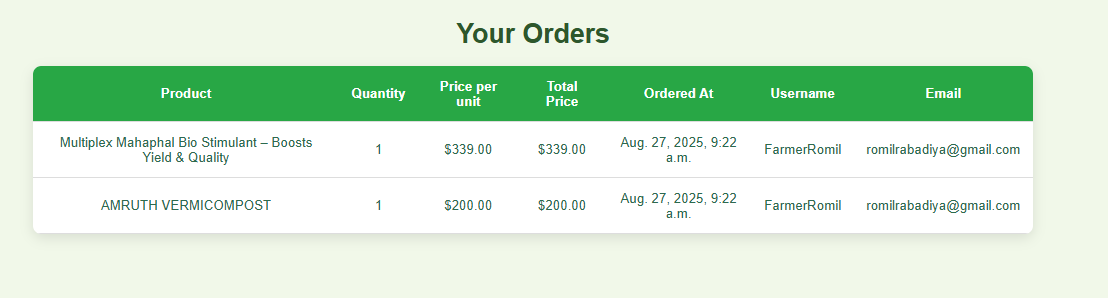 Your Orders
Product Quantity Price per unit Total Price Ordered At Username Email
Multiplex Mahaphal Bio Stimulant – Boosts Yield & Quality 1 $339.00 $339.00 Aug. 27, 2025, 9:22 a.m. FarmerRomil romilrabadiya@gmail.com
AMRUTH VERMICOMPOST 1 $200.00 $200.00 Aug. 27, 2025, 9:22 a.m. FarmerRomil romilrabadiya@gmail.com